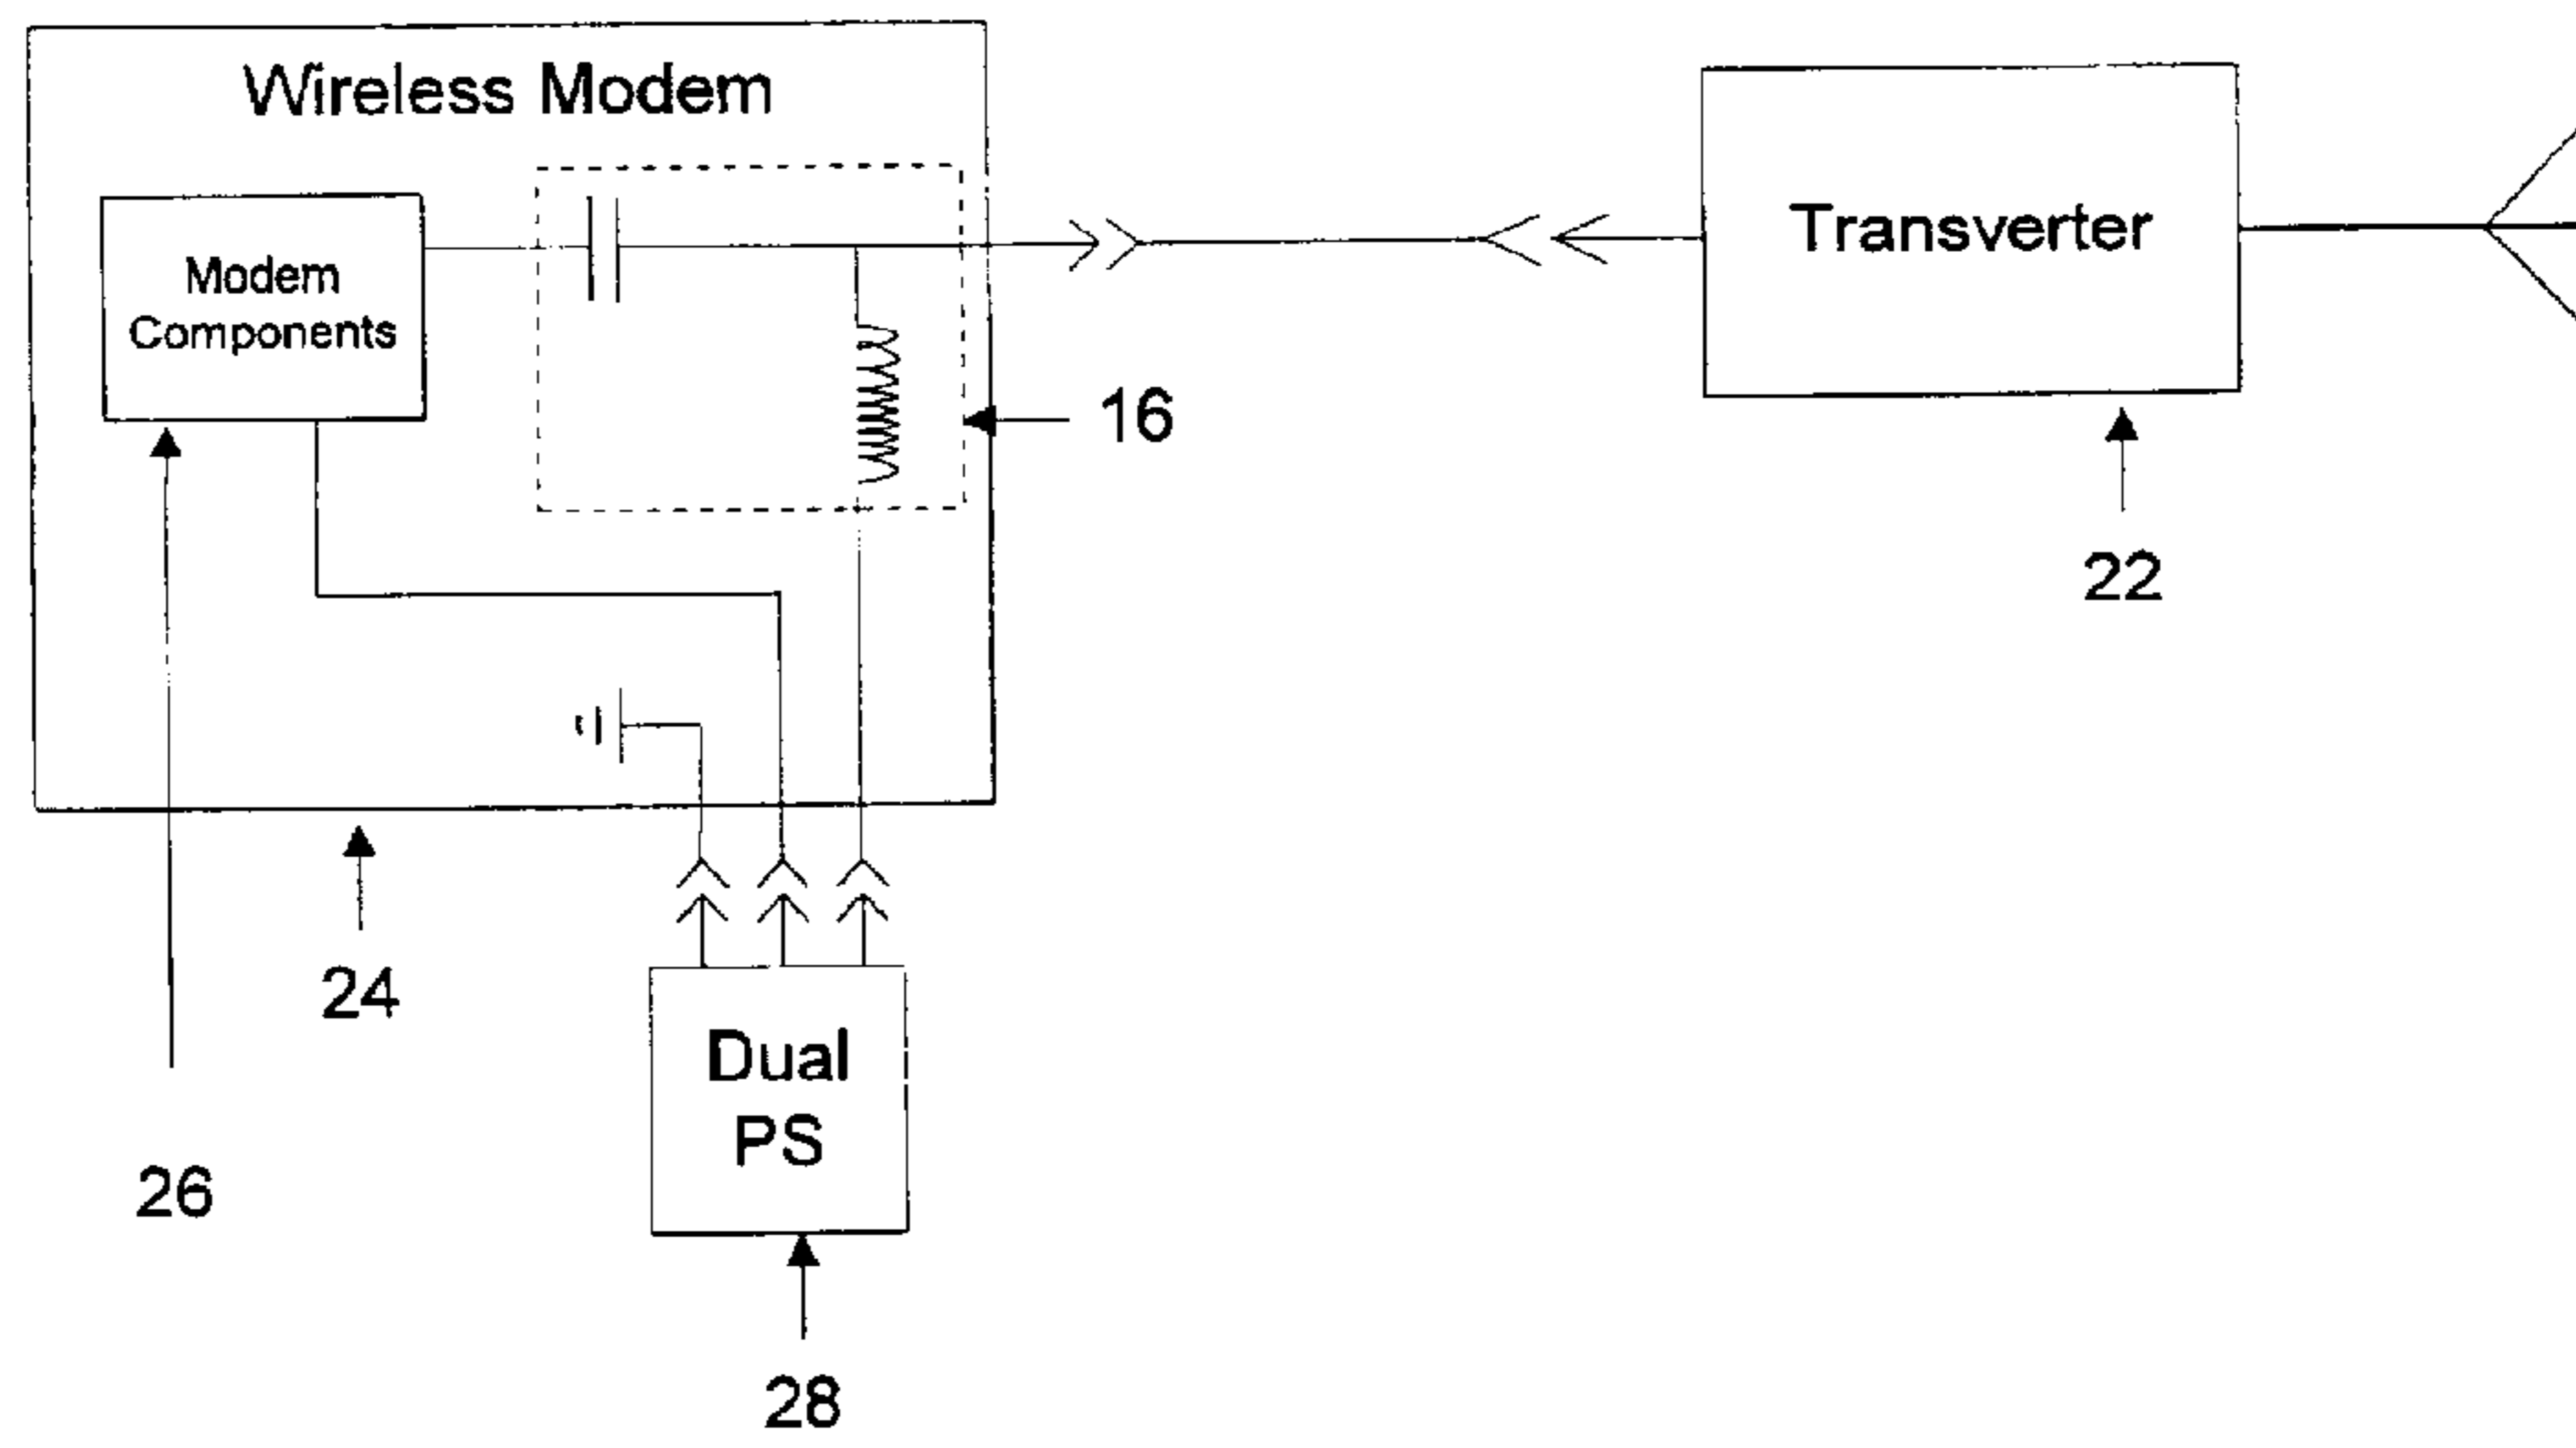 Wireless Modem
Transverter
Modem
Components
16
22
24
Dual
PS
26
28